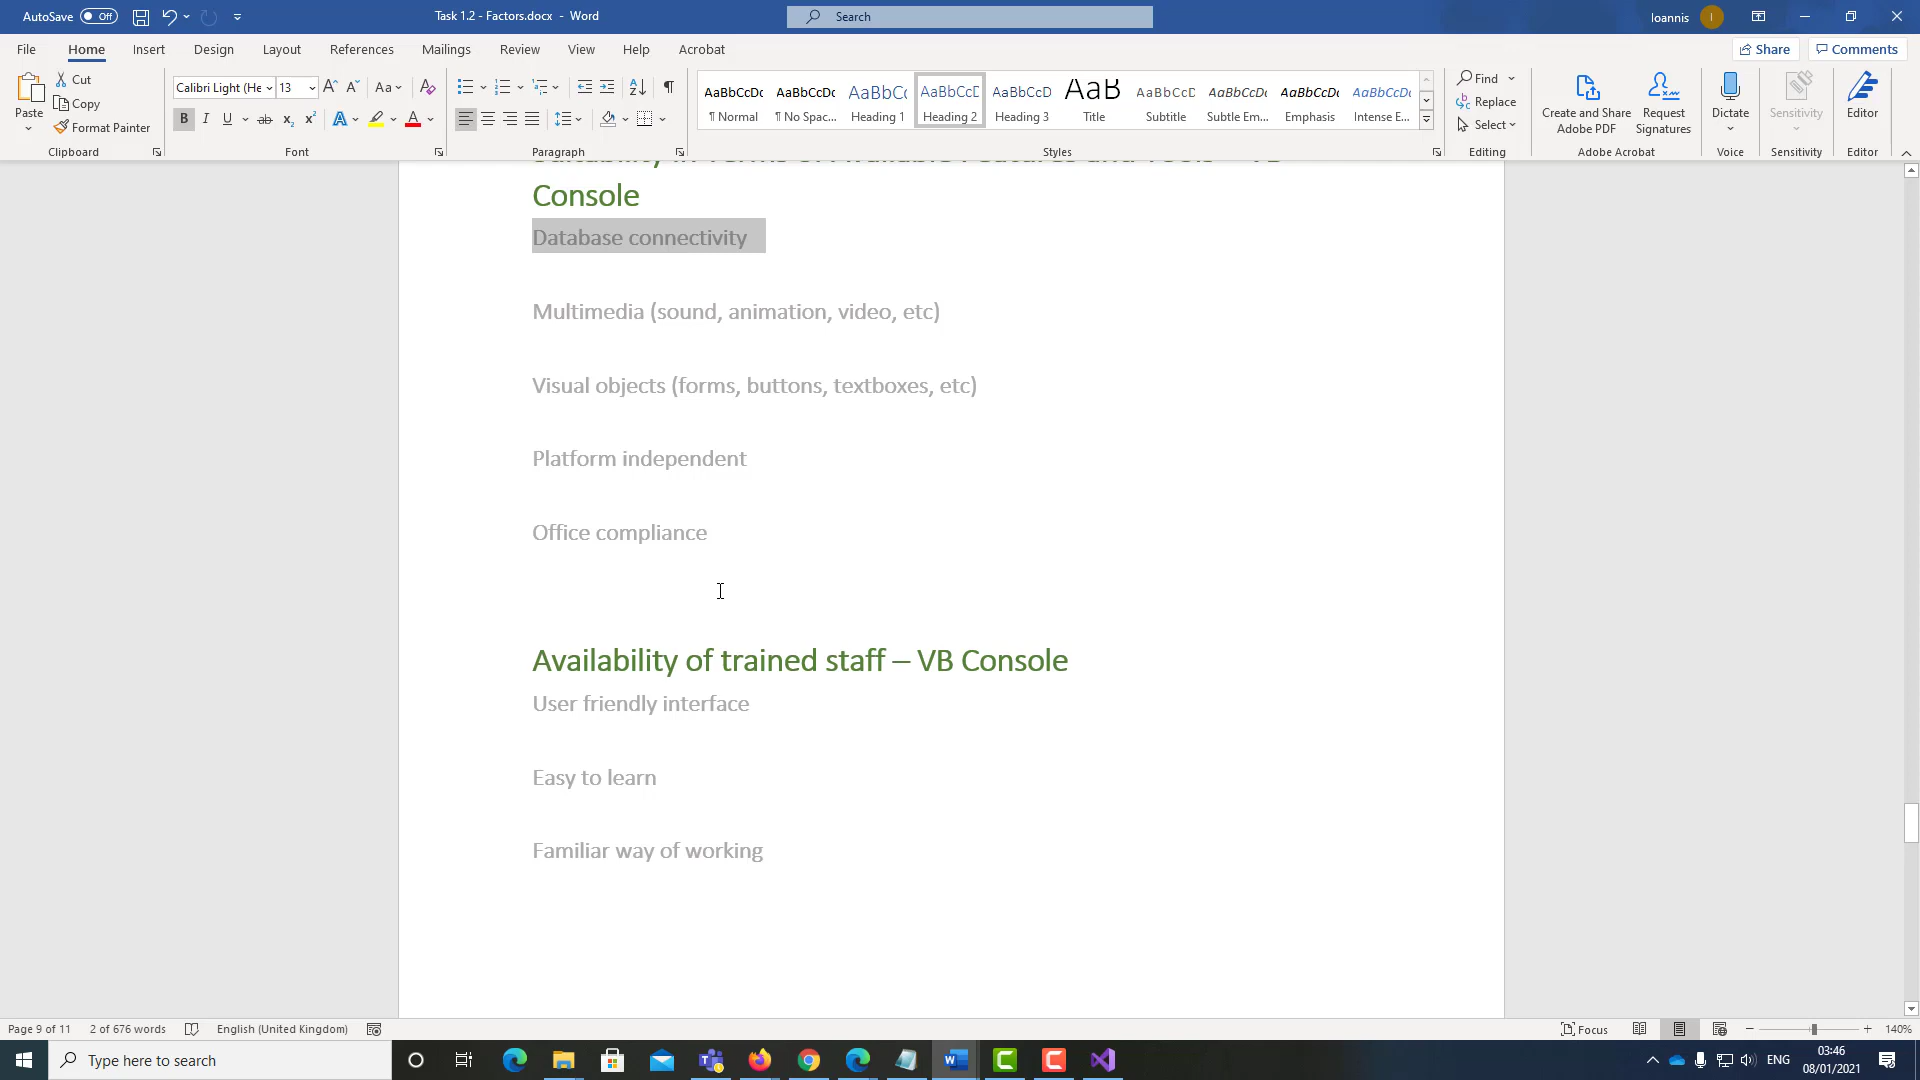 AutoSave Off
Task 1.2 - Factors.docx - Word
Search
Ioannis
I
File Home Insert Design Layout References Mailings Review View Help Acrobat
Share Comments
Paste
Cut
Copy
Format Painter
Calibri Light (He 13
AaBbCcDc AaBbCcDc AaBbCc AaBbCcD AaBbCcD AaB AaBbCcD AaBbCcDc AaBbCcDc AaBbCcDc
¶ Normal ¶ No Spac... Heading 1 Heading 2 Heading 3 Title Subtitle Subtle Em... Emphasis Intense E...
Find
Replace
Select
Create and Share Adobe PDF
Request Signatures
Dictate
Sensitivity
Editor
Clipboard Font Paragraph Styles Editing Adobe Acrobat Voice Sensitivity Editor
Console
Database connectivity
Multimedia (sound, animation, video, etc)
Visual objects (forms, buttons, textboxes, etc)
Platform independent
Office compliance
Availability of trained staff – VB Console
User friendly interface
Easy to learn
Familiar way of working
Page 9 of 11 2 of 676 words English (United Kingdom) Focus 140%
Type here to search
ENG
03:46
08/01/2021